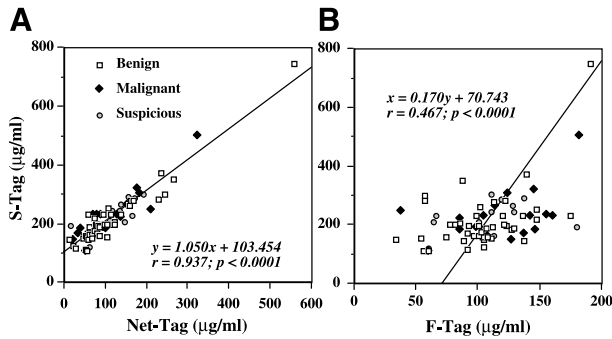 A
B
800
600
400
200
0
S-Tag (μg/ml)
Benign
Malignant
Suspicious
y = 1.050x + 103.454
r = 0.937; p < 0.0001
0 100 200 300 400 500 600
Net-Tag (μg/ml)
800
600
400
200
0
x = 0.170y + 70.743
r = 0.467; p < 0.0001
0 50 100 150 200
F-Tag (μg/ml)